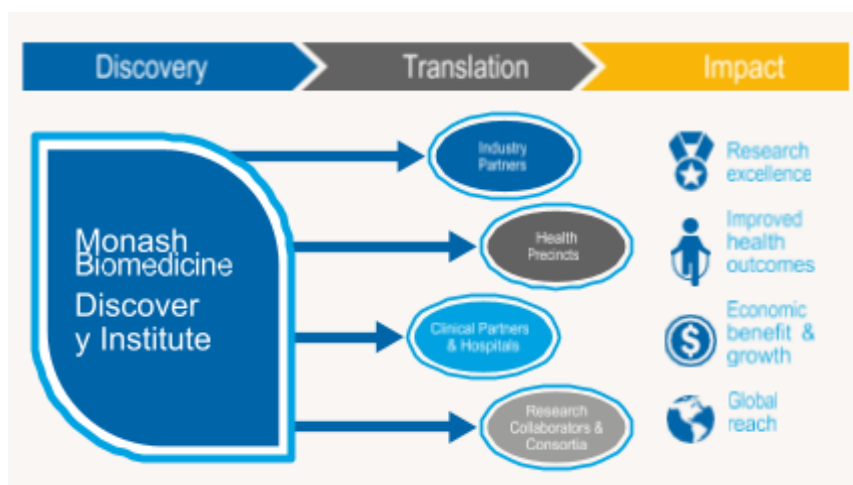 Discovery
Translation
Impact
Monash
Biomedicine
Discover
y Institute
Industry
Partners
Health
Precincts
Clinical Partners
& Hospitals
Research
Collaborators &
Consortia
Research
excellence
Improved
health
outcomes
Economic
benefit &
growth
Global
reach